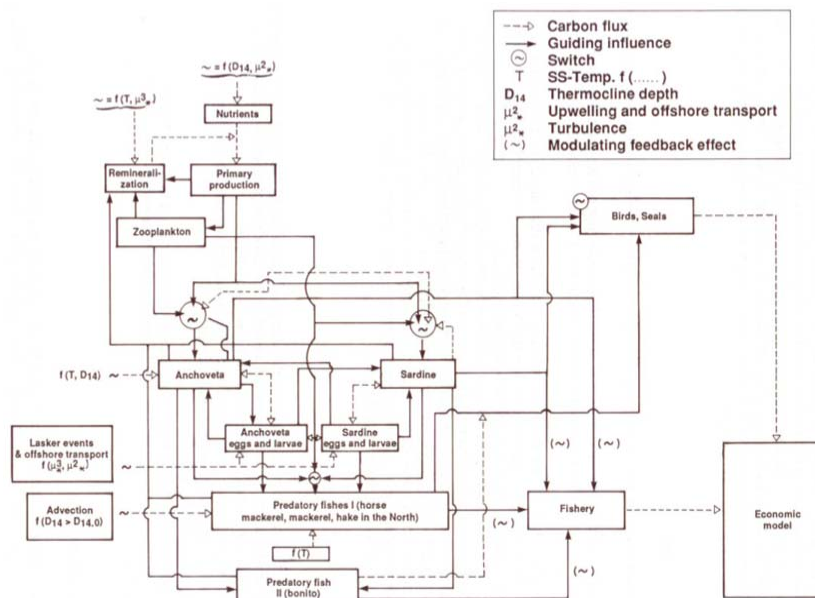 Carbon flux
Guiding influence
∼ Switch
T SS-Temp. f (......)
D₁₄ Thermocline depth
μ²* Upwelling and offshore transport
μ²* Turbulence
(∼) Modulating feedback effect
∼ = f (D₁₄, μ²*)
∼ = f (T, μ³*)
Nutrients
Reminerali-
zation
Primary
production
Zooplankton
∼
Birds, Seals
∼
∼
f (T, D₁₄) ∼
Anchoveta
Sardine
Anchoveta
eggs and larvae
Sardine
eggs and larvae
Lasker events
& offshore transport
f (μ³*, μ²*)
∼
(∼)
(∼)
∼
Advection
f (D₁₄ > D₁₄,₀)
∼
Predatory fishes I (horse
mackerel, mackerel, hake in the North)
(∼)
Fishery
Economic
model
f (T)
Predatory fish
II (bonito)
(∼)